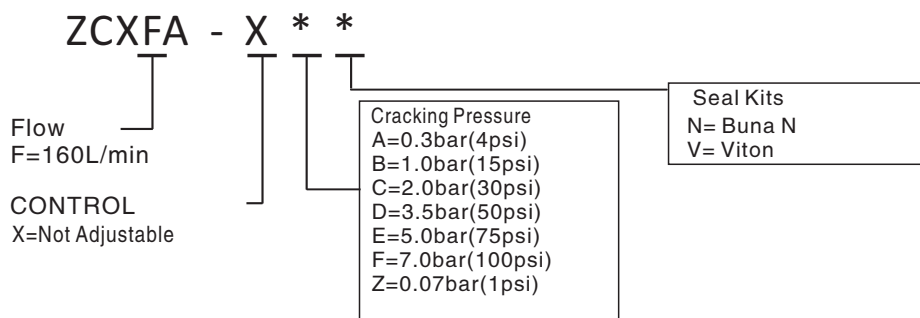 ZCXFA - X * *
Flow
F=160L/min
CONTROL
X=Not Adjustable
Cracking Pressure
A=0.3bar(4psi)
B=1.0bar(15psi)
C=2.0bar(30psi)
D=3.5bar(50psi)
E=5.0bar(75psi)
F=7.0bar(100psi)
Z=0.07bar(1psi)
Seal Kits
N= Buna N
V= Viton